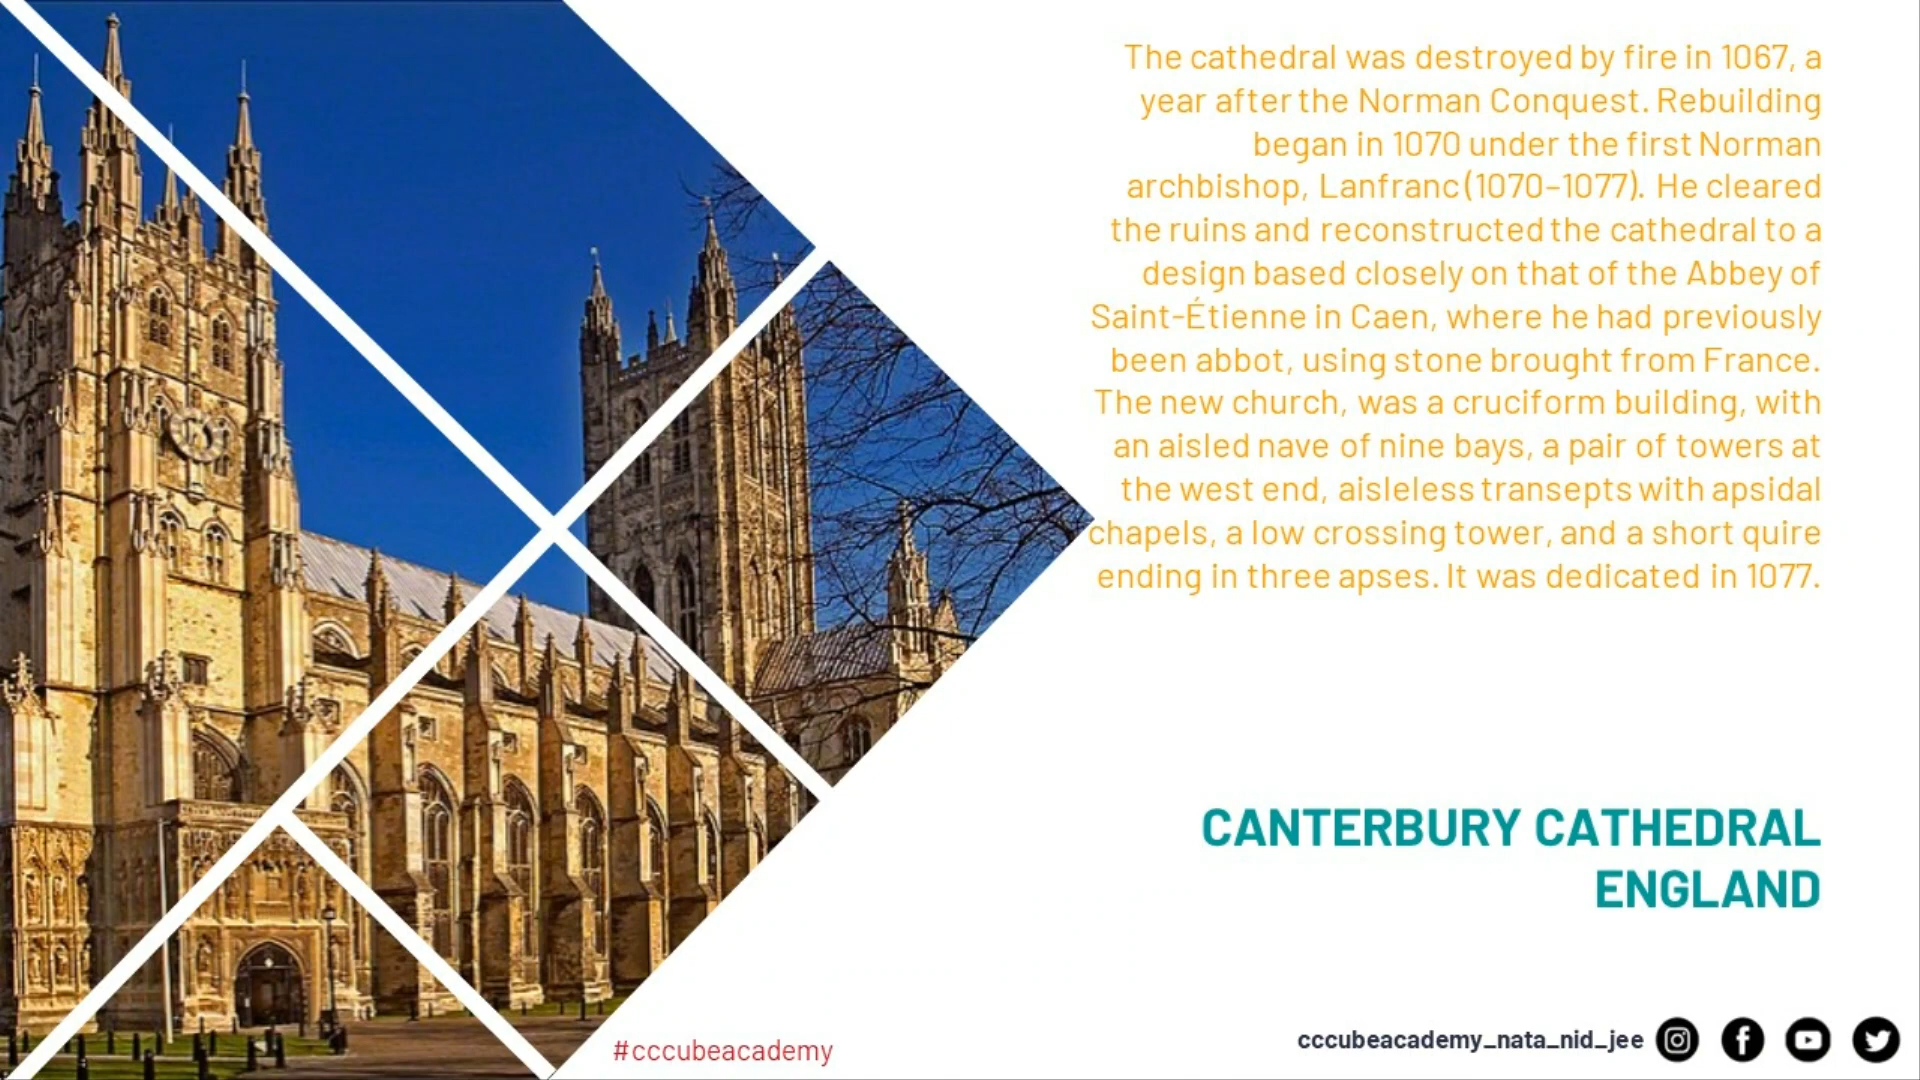 The cathedral was destroyed by fire in 1067, a
year after the Norman Conquest. Rebuilding
began in 1070 under the first Norman
archbishop, Lanfranc (1070–1077). He cleared
the ruins and reconstructed the cathedral to a
design based closely on that of the Abbey of
Saint-Étienne in Caen, where he had previously
been abbot, using stone brought from France.
The new church, was a cruciform building, with
an aisled nave of nine bays, a pair of towers at
the west end, aisleless transepts with apsidal
chapels, a low crossing tower, and a short quire
ending in three apses. It was dedicated in 1077.
CANTERBURY CATHEDRAL
ENGLAND
#cccubeacademy
cccubeacademy_nata_nid_jee